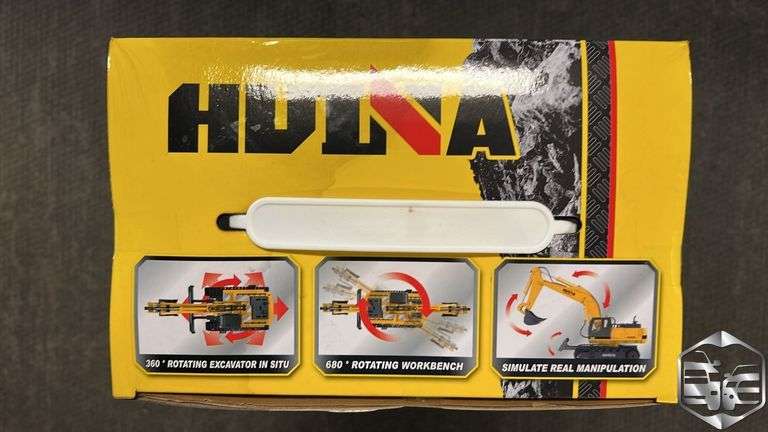 HUINA
360 ° ROTATING EXCAVATOR IN SITU
680 ° ROTATING WORKBENCH
SIMULATE REAL MANIPULATION